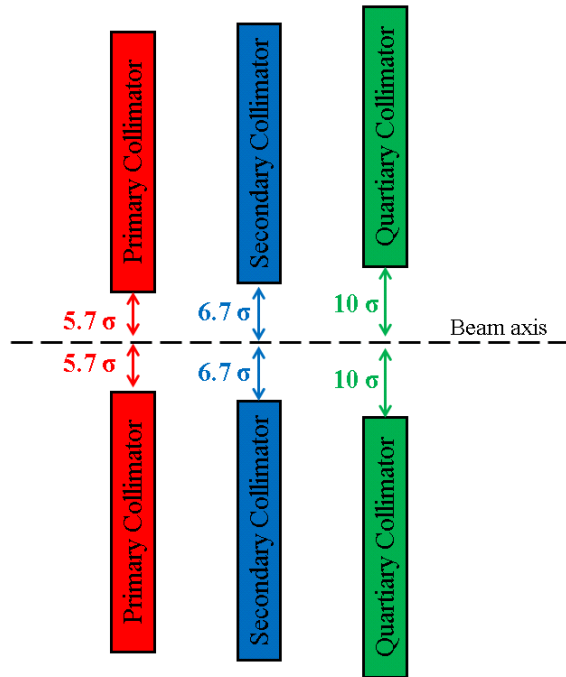 Primary Collimator
Secondary Collimator
Quartiary Collimator
5.7 σ
6.7 σ
10 σ
Beam axis
5.7 σ
6.7 σ
10 σ
Primary Collimator
Secondary Collimator
Quartiary Collimator